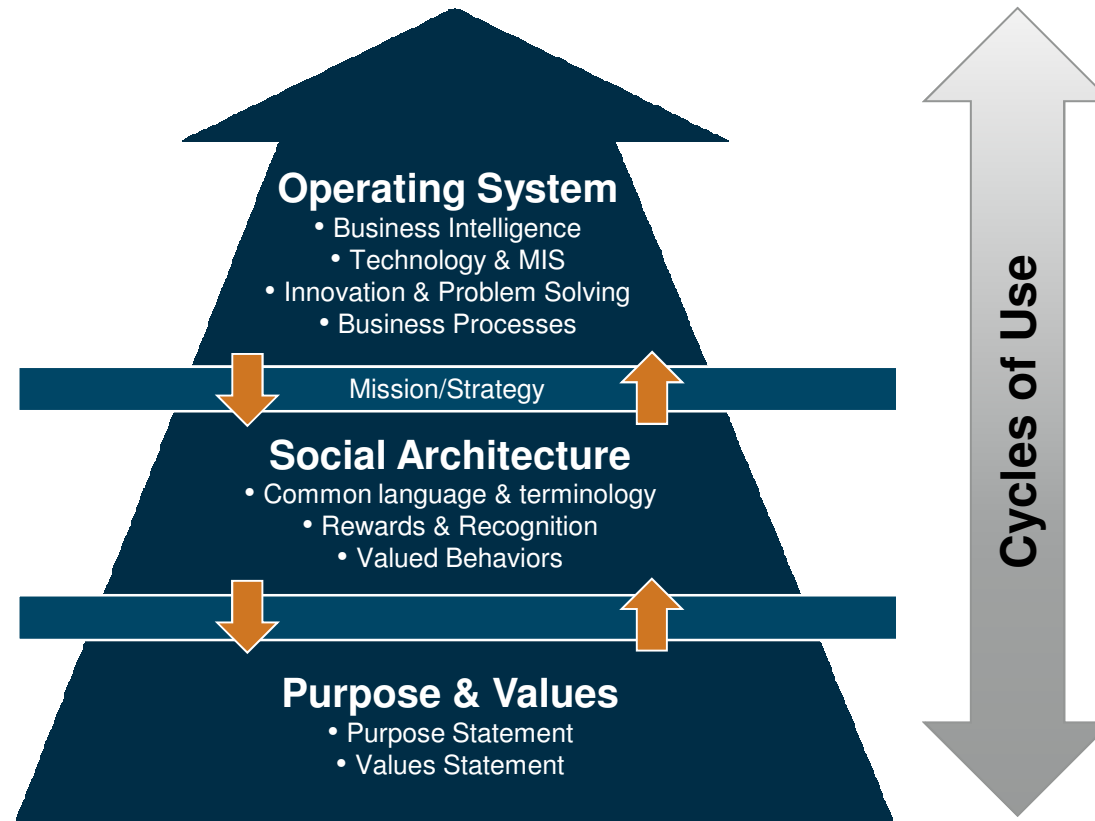 Operating System
• Business Intelligence
• Technology & MIS
• Innovation & Problem Solving
• Business Processes
Mission/Strategy
Social Architecture
• Common language & terminology
• Rewards & Recognition
• Valued Behaviors
Purpose & Values
• Purpose Statement
• Values Statement
Cycles of Use